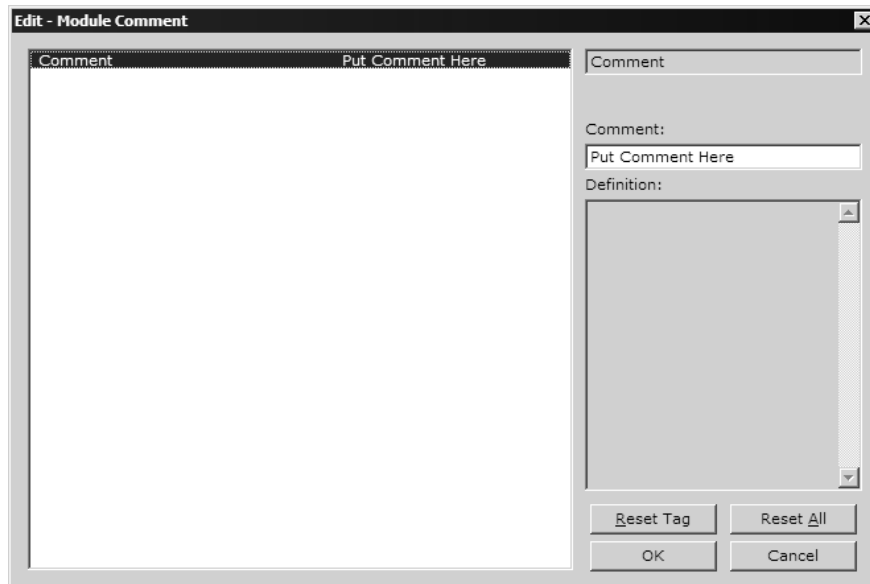 Edit - Module Comment
Comment Put Comment Here
Comment
Comment:
Put Comment Here
Definition:
Reset Tag Reset All
OK Cancel